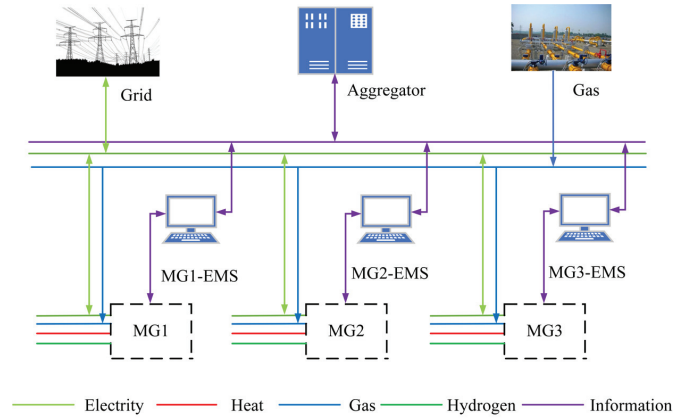 Grid
Aggregator
Gas
MG1-EMS
MG2-EMS
MG3-EMS
MG1
MG2
MG3
Electrity
Heat
Gas
Hydrogen
Information